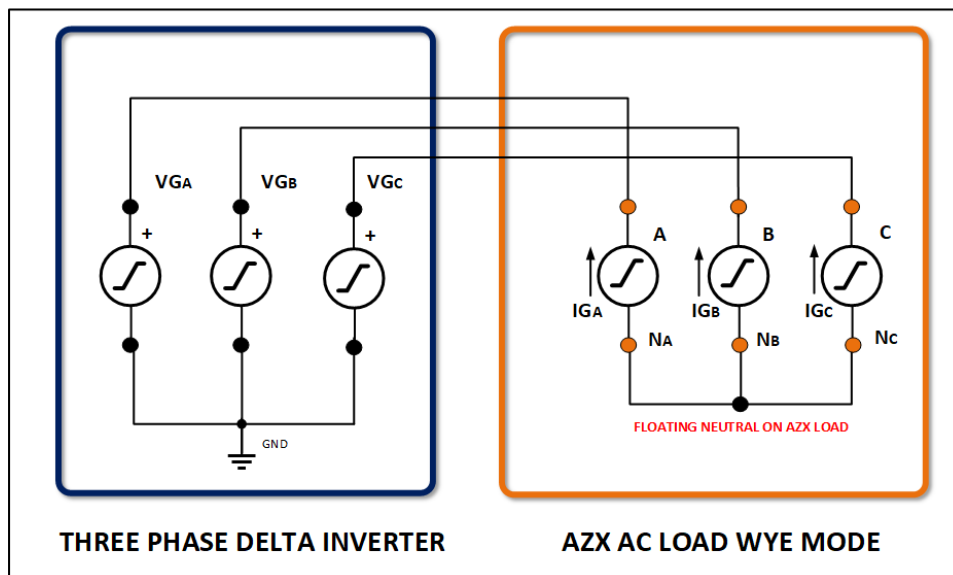 VGA
VGB
VGC
+
+
+
A
B
C
IGA
IGB
IGC
NA
NB
NC
FLOATING NEUTRAL ON AZX LOAD
GND
THREE PHASE DELTA INVERTER
AZX AC LOAD WYE MODE